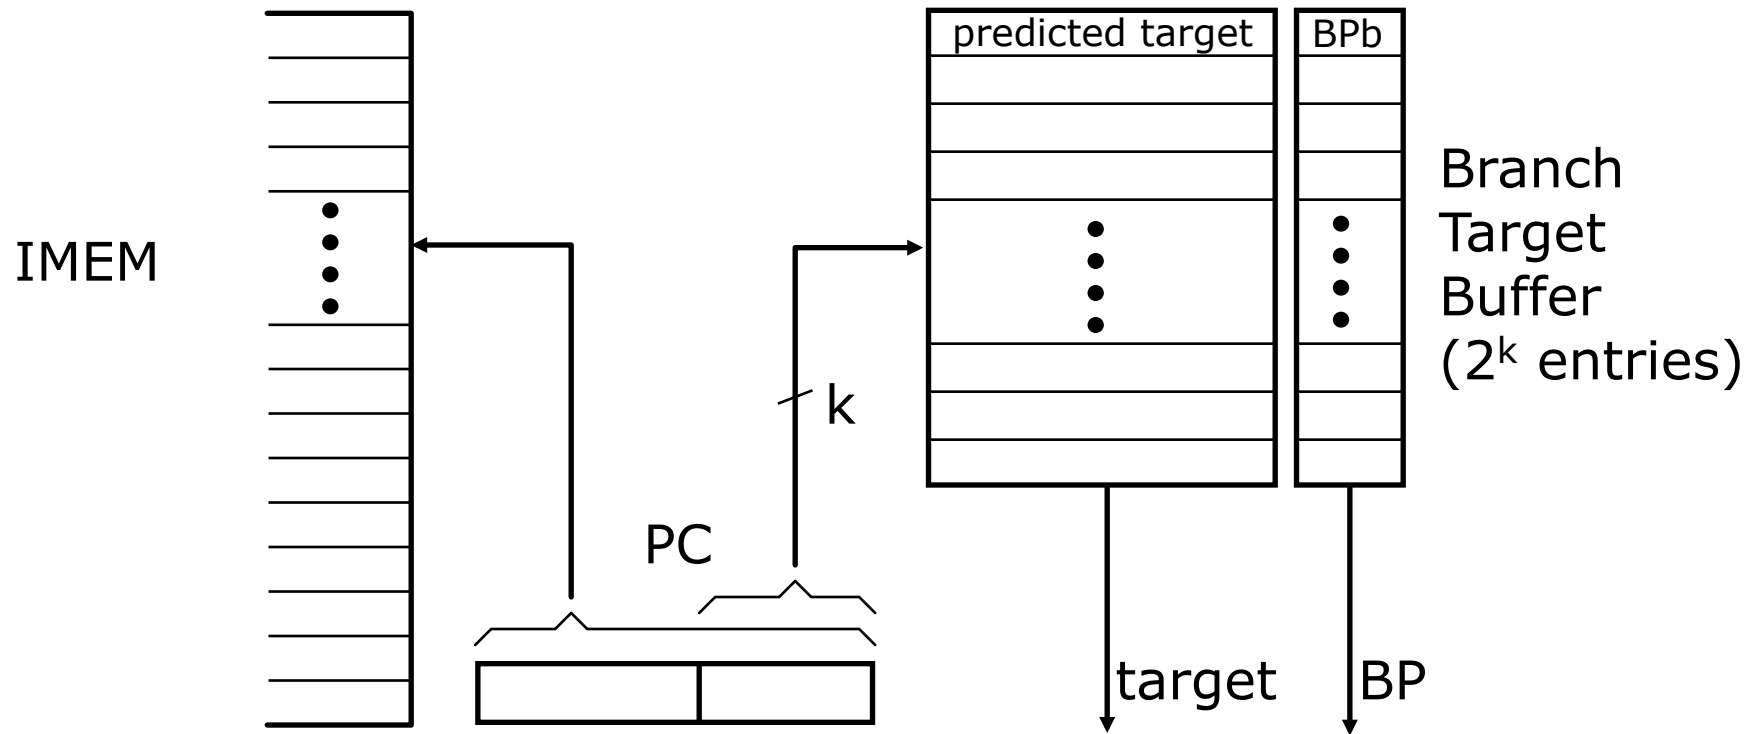 predicted target
BPb
IMEM
Branch
Target
Buffer
(2ᵏ entries)
k
PC
target
BP